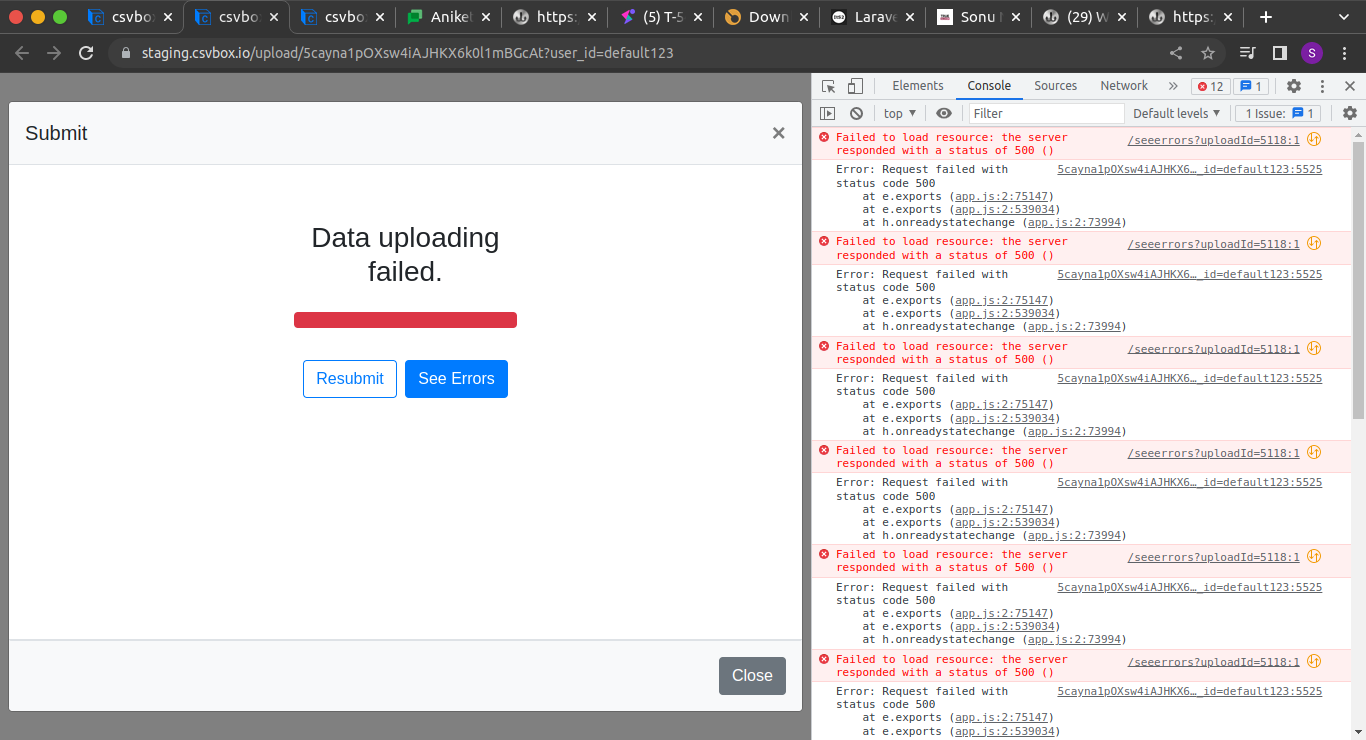 csvbo
csvbo
csvbo
Aniket
https:
(5) T-5
Down
Larave
Sonu
(29) W
https:
staging.csvbox.io/upload/5cayna1pOXsw4iAJHKX6k0l1mBGcAt?user_id=default123
S
Submit
×
Data uploading
failed.
Resubmit
See Errors
Close
Elements
Console
Sources
Network
»
12
1
top
Filter
Default levels
1 Issue:
1
Failed to load resource: the server /seeerrors?uploadId=5118:1
responded with a status of 500 ()
Error: Request failed with 5cayna1pOXsw4iAJHKX6…_id=default123:5525
status code 500
at e.exports (app.js:2:75147)
at e.exports (app.js:2:539034)
at h.onreadystatechange (app.js:2:73994)
Failed to load resource: the server /seeerrors?uploadId=5118:1
responded with a status of 500 ()
Error: Request failed with 5cayna1pOXsw4iAJHKX6…_id=default123:5525
status code 500
at e.exports (app.js:2:75147)
at e.exports (app.js:2:539034)
at h.onreadystatechange (app.js:2:73994)
Failed to load resource: the server /seeerrors?uploadId=5118:1
responded with a status of 500 ()
Error: Request failed with 5cayna1pOXsw4iAJHKX6…_id=default123:5525
status code 500
at e.exports (app.js:2:75147)
at e.exports (app.js:2:539034)
at h.onreadystatechange (app.js:2:73994)
Failed to load resource: the server /seeerrors?uploadId=5118:1
responded with a status of 500 ()
Error: Request failed with 5cayna1pOXsw4iAJHKX6…_id=default123:5525
status code 500
at e.exports (app.js:2:75147)
at e.exports (app.js:2:539034)
at h.onreadystatechange (app.js:2:73994)
Failed to load resource: the server /seeerrors?uploadId=5118:1
responded with a status of 500 ()
Error: Request failed with 5cayna1pOXsw4iAJHKX6…_id=default123:5525
status code 500
at e.exports (app.js:2:75147)
at e.exports (app.js:2:539034)
at h.onreadystatechange (app.js:2:73994)
Failed to load resource: the server /seeerrors?uploadId=5118:1
responded with a status of 500 ()
Error: Request failed with 5cayna1pOXsw4iAJHKX6…_id=default123:5525
status code 500
at e.exports (app.js:2:75147)
at e.exports (app.js:2:539034)